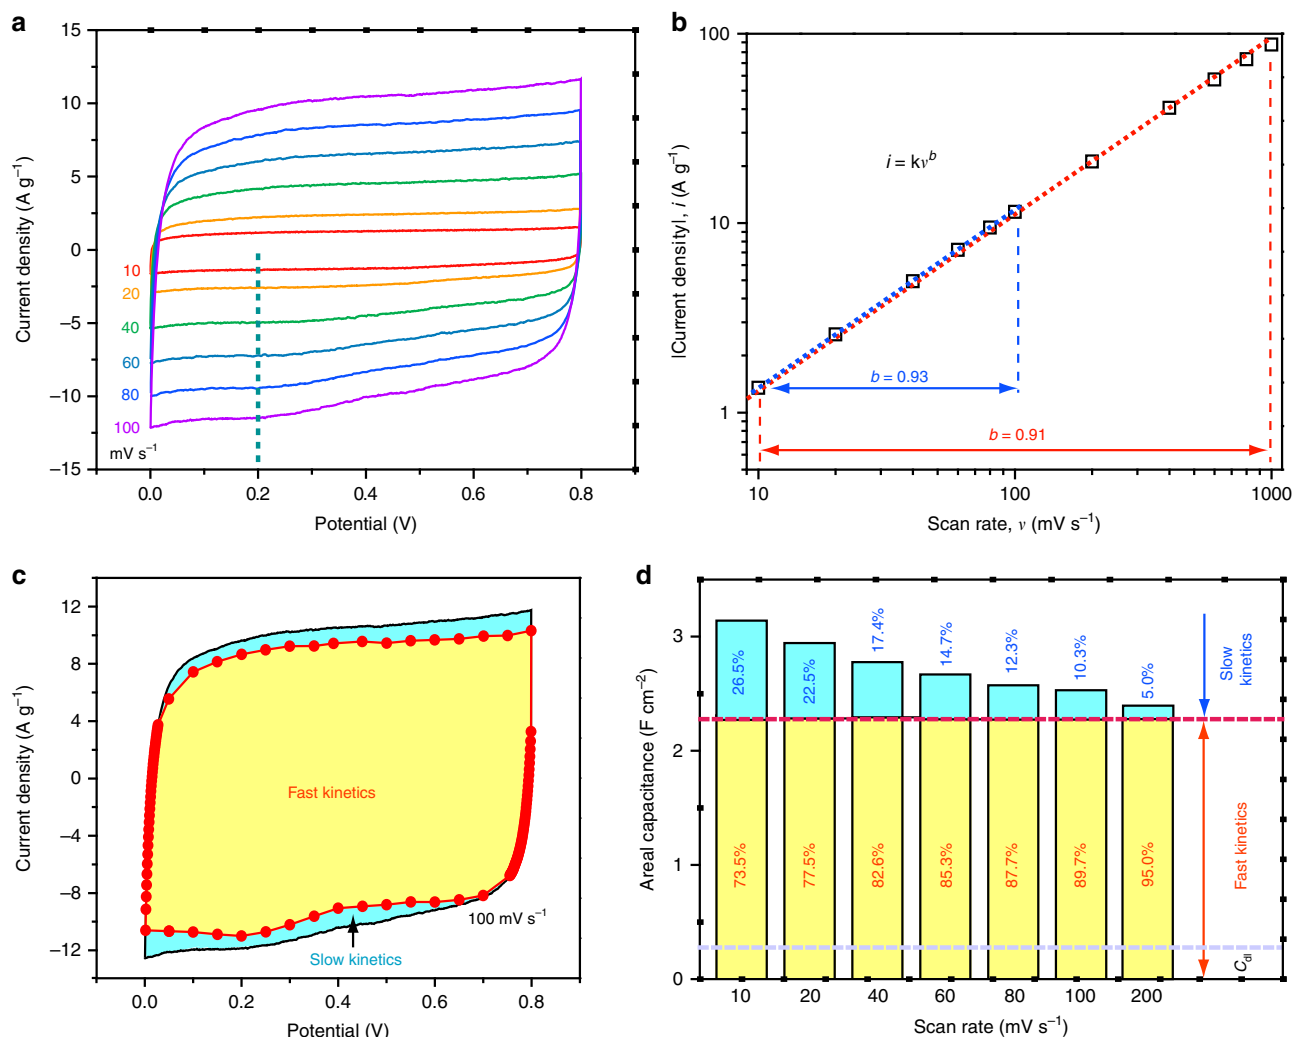 a
15
10
5
0
−5
−10
−15
Current density (A g−1)
10
20
40
60
80
100
mV s−1
0.0
0.2
0.4
0.6
0.8
Potential (V)
b
100
10
1
|Current density|, i (A g−1)
i = kvb
b = 0.93
b = 0.91
10
100
1000
Scan rate, v (mV s−1)
c
12
8
4
0
−4
−8
−12
Current density (A g−1)
Fast kinetics
100 mV s−1
Slow kinetics
0.0
0.2
0.4
0.6
0.8
Potential (V)
d
3
2
1
0
Areal capacitance (F cm−2)
26.5%
22.5%
17.4%
14.7%
12.3%
10.3%
5.0%
Slow
kinetics
73.5%
77.5%
82.6%
85.3%
87.7%
89.7%
95.0%
Fast kinetics
Cdl
10
20
40
60
80
100
200
Scan rate (mV s−1)